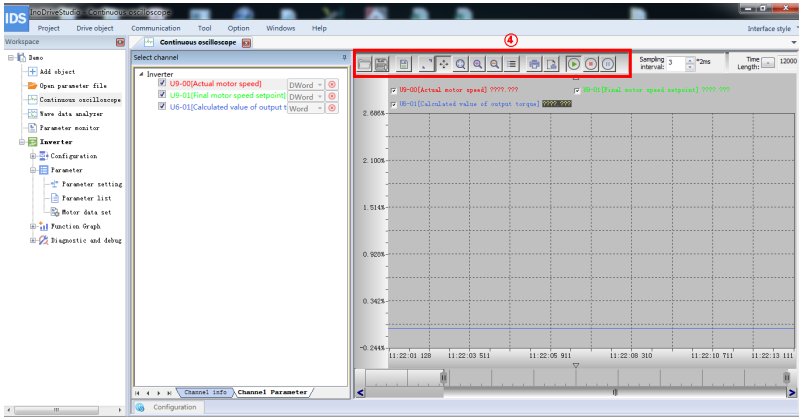 IDS InoDriveStudio - Continuous oscilloscope
Project Drive object Communication Tool Option Windows Help Interface style
Workspace
Continuous oscilloscope
④
Demo
Add object
Open parameter file
Continuous oscilloscope
Wave data analyzer
Parameter monitor
Inverter
Configuration
Parameter
Parameter setting
Parameter list
Motor data set
Function Graph
Diagnostic and debug
Select channel
Inverter
U9-00[Actual motor speed] DWord
U9-01[Final motor speed setpoint] DWord
U6-01[Calculated value of output t Word
Channel info Channel Parameter
Configuration
Sampling interval: 3 *2ms
Time Length: 12000
U9-00[Actual motor speed] ????.???
U9-01[Final motor speed setpoint] ????.???
U6-01[Calculated value of output torque] ????.???
2.686%
2.100%
1.514%
0.928%
0.342%
-0.244%
11:22:01 128 11:22:03 511 11:22:05 911 11:22:08 310 11:22:10 711 11:22:13 111